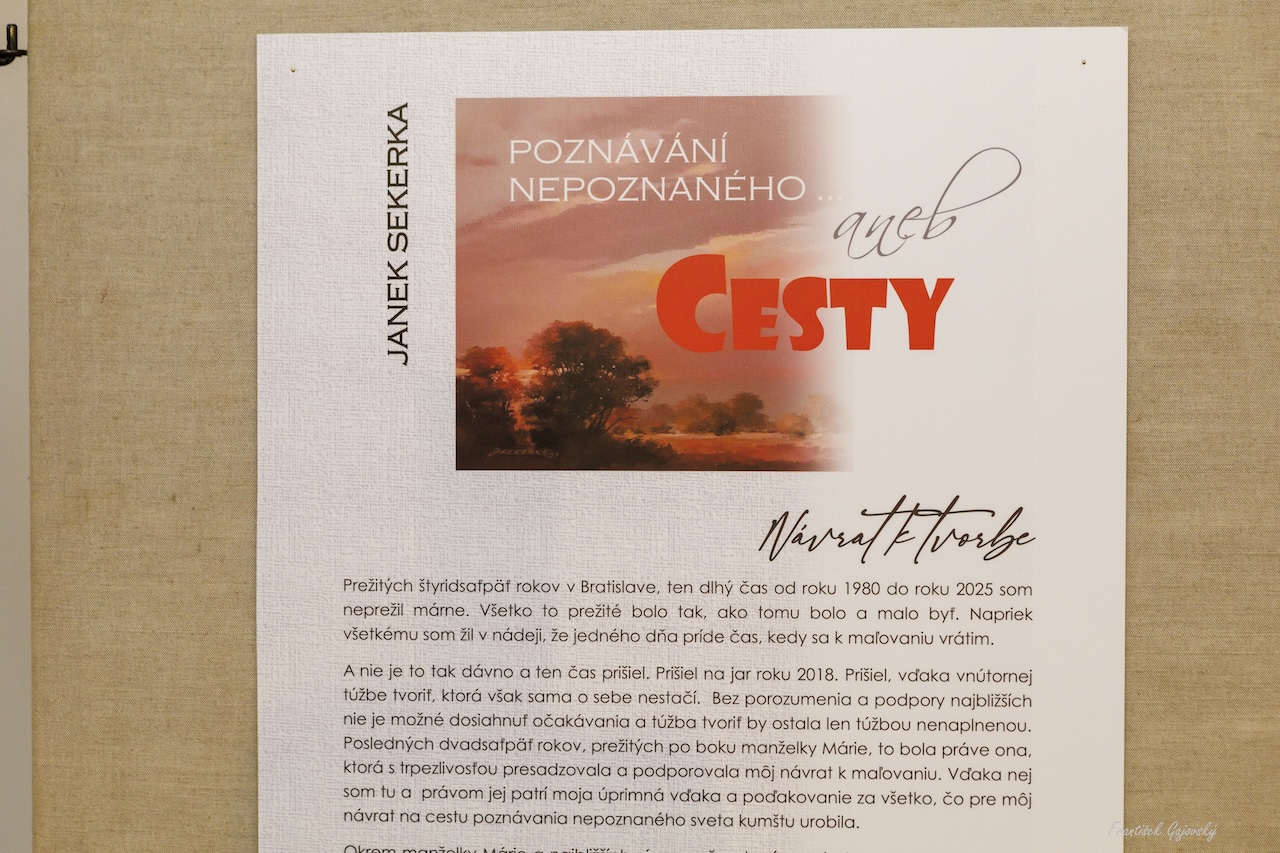 JANEK SEKERKA
POZNÁVÁNÍ
NEPOZNANÉHO ...
aneb
CESTY
Návrat k tvorbe
Prežitých štyridsaťpäť rokov v Bratislave, ten dlhý čas od roku 1980 do roku 2025 som
neprežil márne. Všetko to prežité bolo tak, ako tomu bolo a malo byť. Napriek
všetkému som žil v nádeji, že jedného dňa príde čas, kedy sa k maľovaniu vrátim.
A nie je to tak dávno a ten čas prišiel. Prišiel na jar roku 2018. Prišiel, vďaka vnútornej
túžbe tvoriť, ktorá však sama o sebe nestačí. Bez porozumenia a podpory najbližších
nie je možné dosiahnuť očakávania a túžba tvoriť by ostala len túžbou nenaplnenou.
Posledných dvadsaťpäť rokov, prežitých po boku manželky Márie, to bola práve ona,
ktorá s trpezlivosťou presadzovala a podporovala môj návrat k maľovaniu. Vďaka nej
som tu a právom jej patrí moja úprimná vďaka a poďakovanie za všetko, čo pre môj
návrat na cestu poznávania nepoznaného sveta kumštu urobila.
Okrem manželky Márie a najbližších
František Gajovský